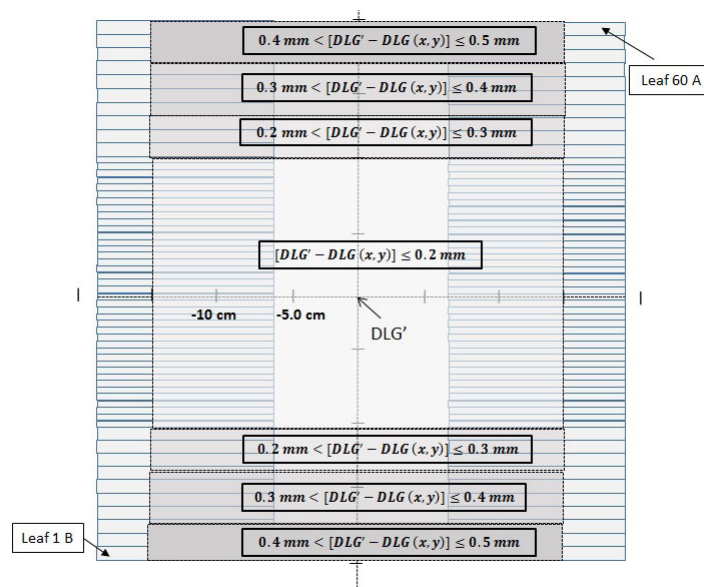 0.4 mm < [DLG′ − DLG (x, y)] ≤ 0.5 mm
Leaf 60 A
0.3 mm < [DLG′ − DLG (x, y)] ≤ 0.4 mm
0.2 mm < [DLG′ − DLG (x, y)] ≤ 0.3 mm
[DLG′ − DLG (x, y)] ≤ 0.2 mm
-10 cm -5.0 cm
DLG′
0.2 mm < [DLG′ − DLG (x, y)] ≤ 0.3 mm
0.3 mm < [DLG′ − DLG (x, y)] ≤ 0.4 mm
Leaf 1 B
0.4 mm < [DLG′ − DLG (x, y)] ≤ 0.5 mm